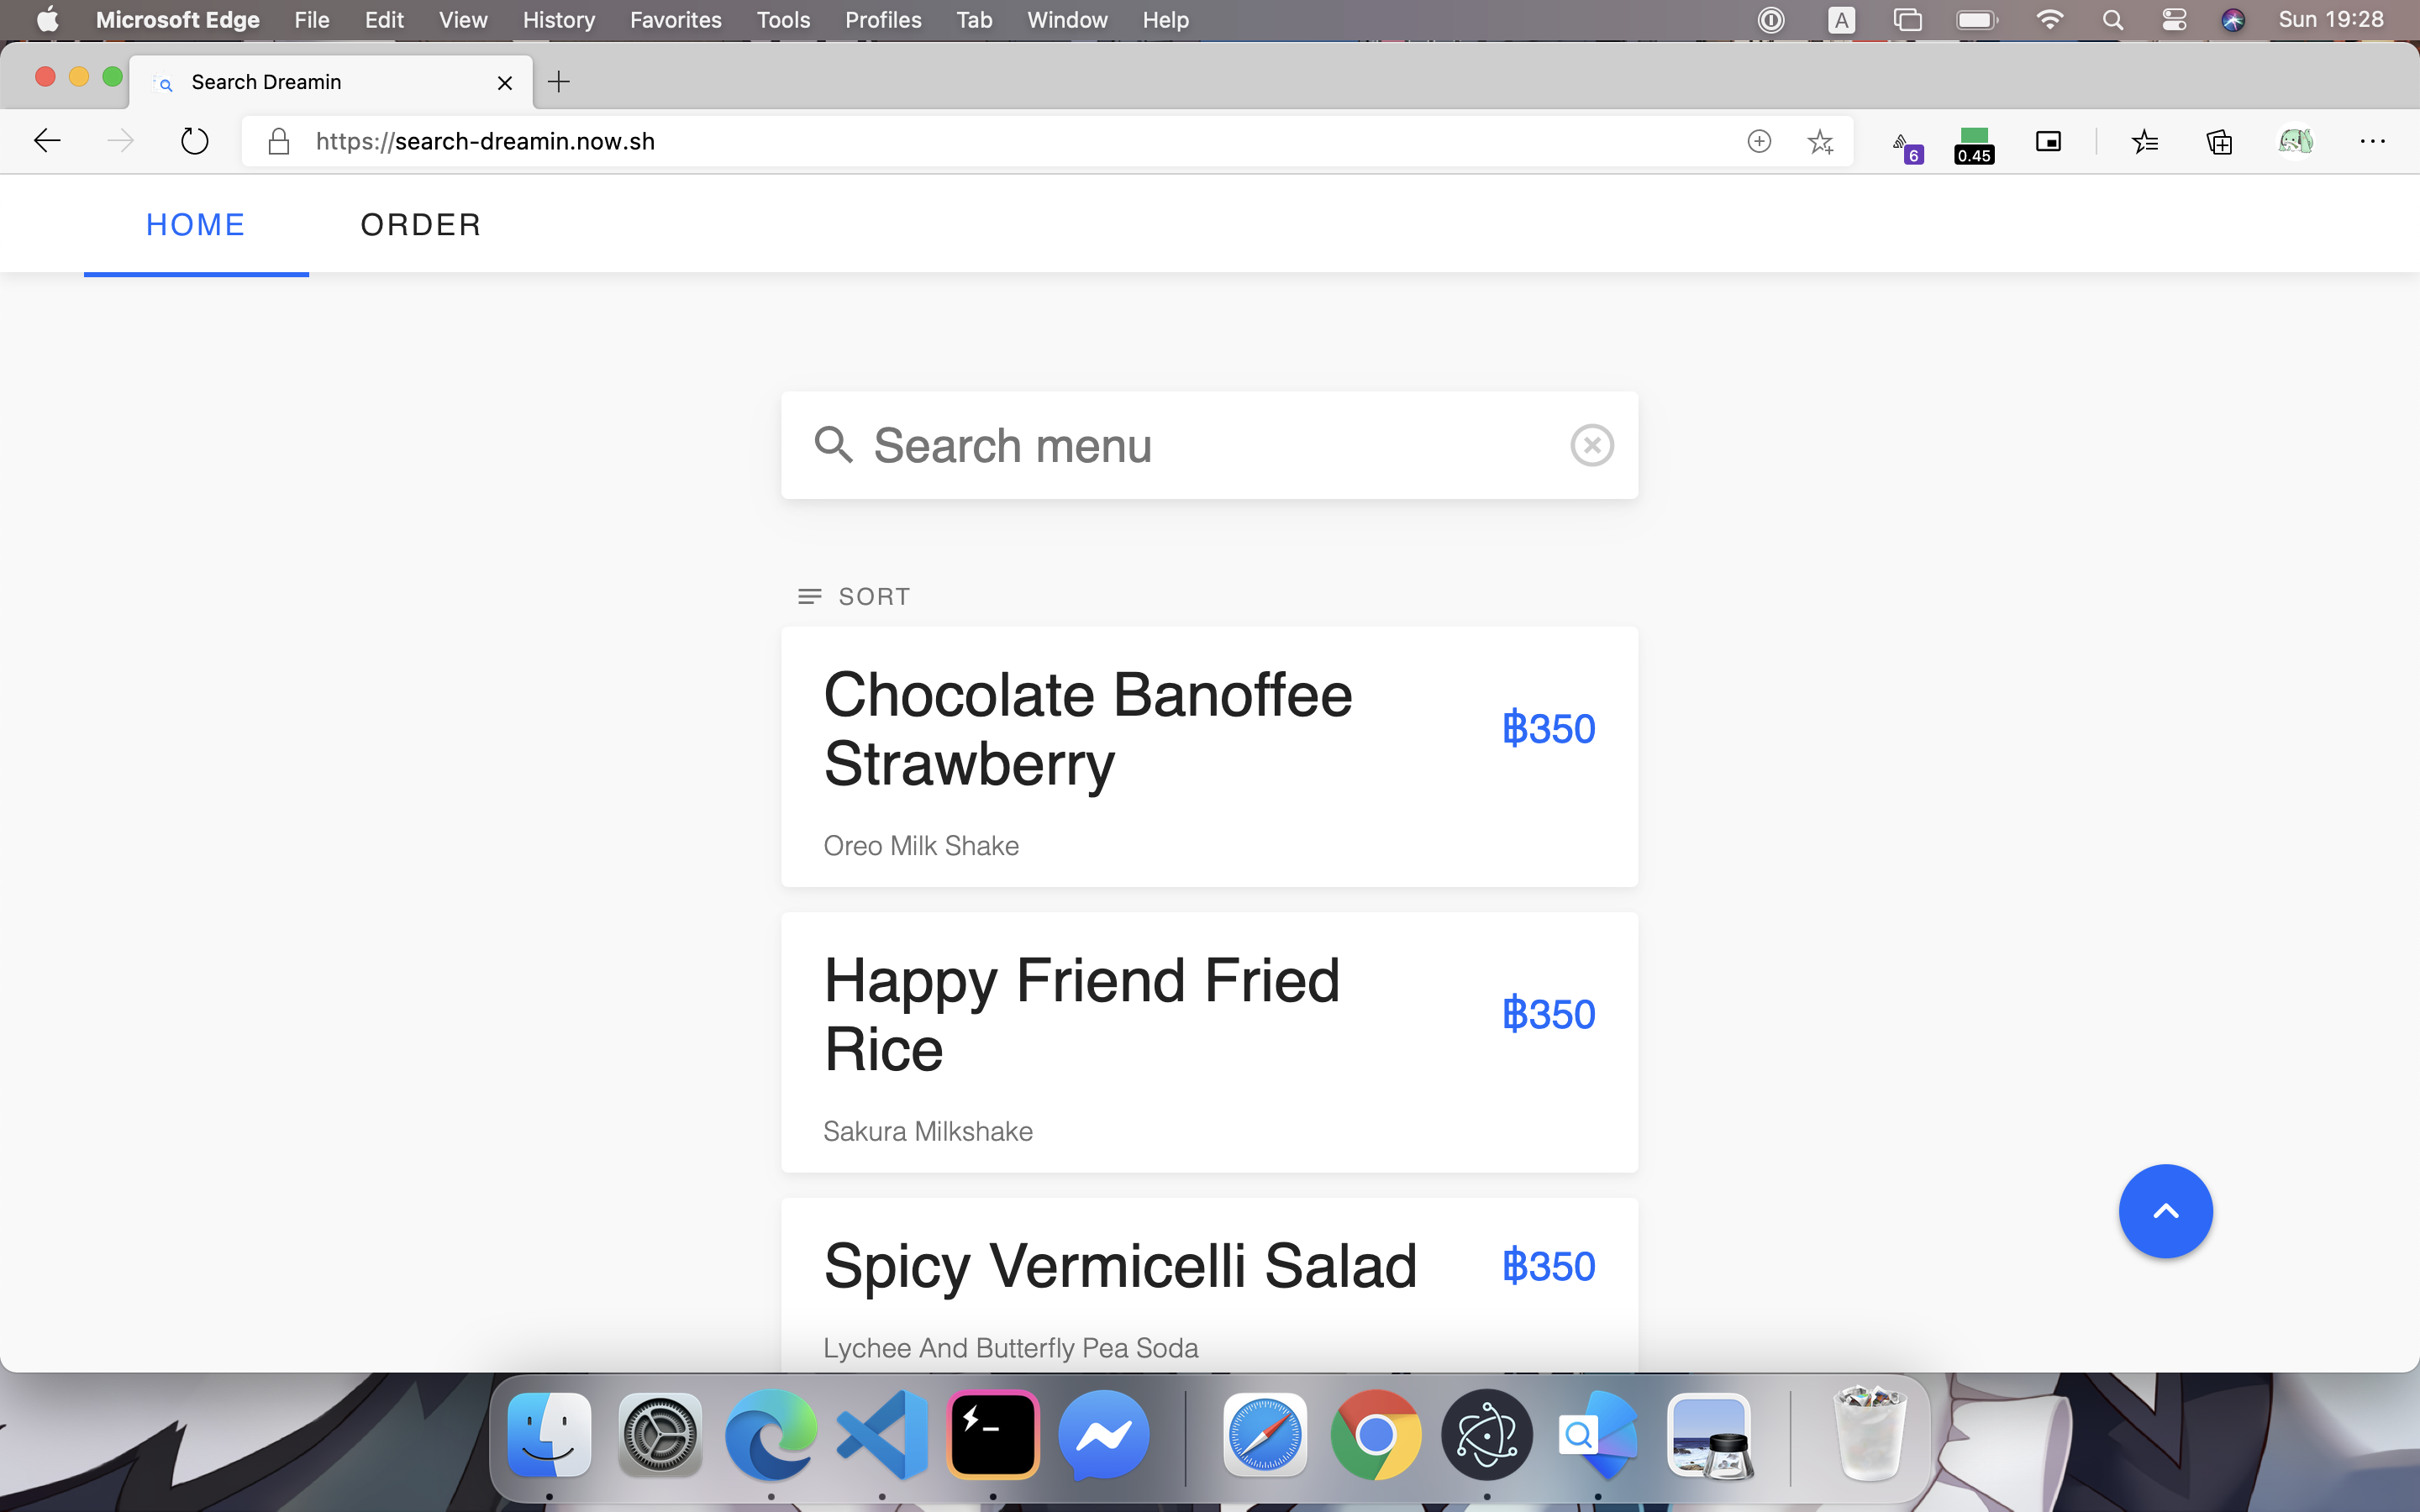 Microsoft Edge File Edit View History Favorites Tools Profiles Tab Window Help A Sun 19:28
Search Dreamin
https://search-dreamin.now.sh 6 0.45
HOME ORDER
Search menu
SORT
Chocolate Banoffee
Strawberry
฿350
Oreo Milk Shake
Happy Friend Fried
Rice
฿350
Sakura Milkshake
Spicy Vermicelli Salad
฿350
Lychee And Butterfly Pea Soda